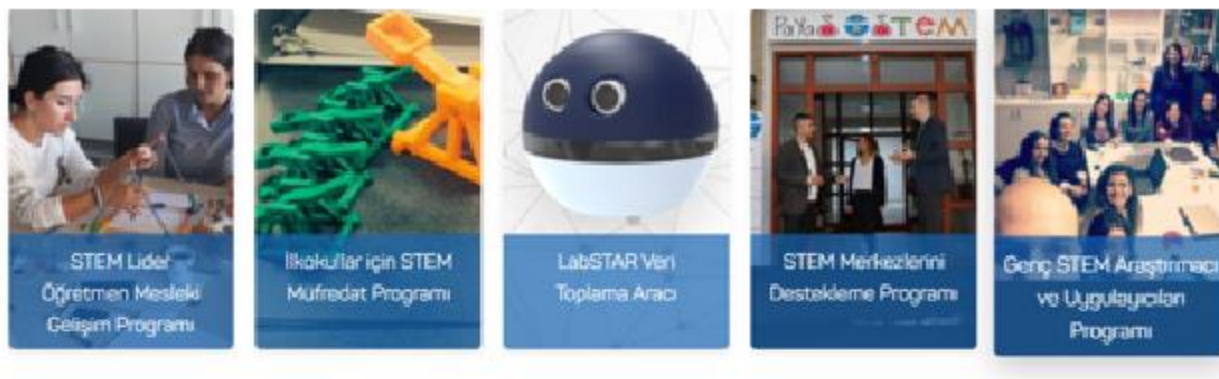 STEM Lider
Öğretmen Mesleki
Gelişim Programı
İlkokullar için STEM
Müfredat Programı
LabSTAR Veri
Toplama Aracı
STEM
STEM Merkezlerini
Destekleme Programı
Genç STEM Araştırmacı
ve Uygulayıcıları
Programı